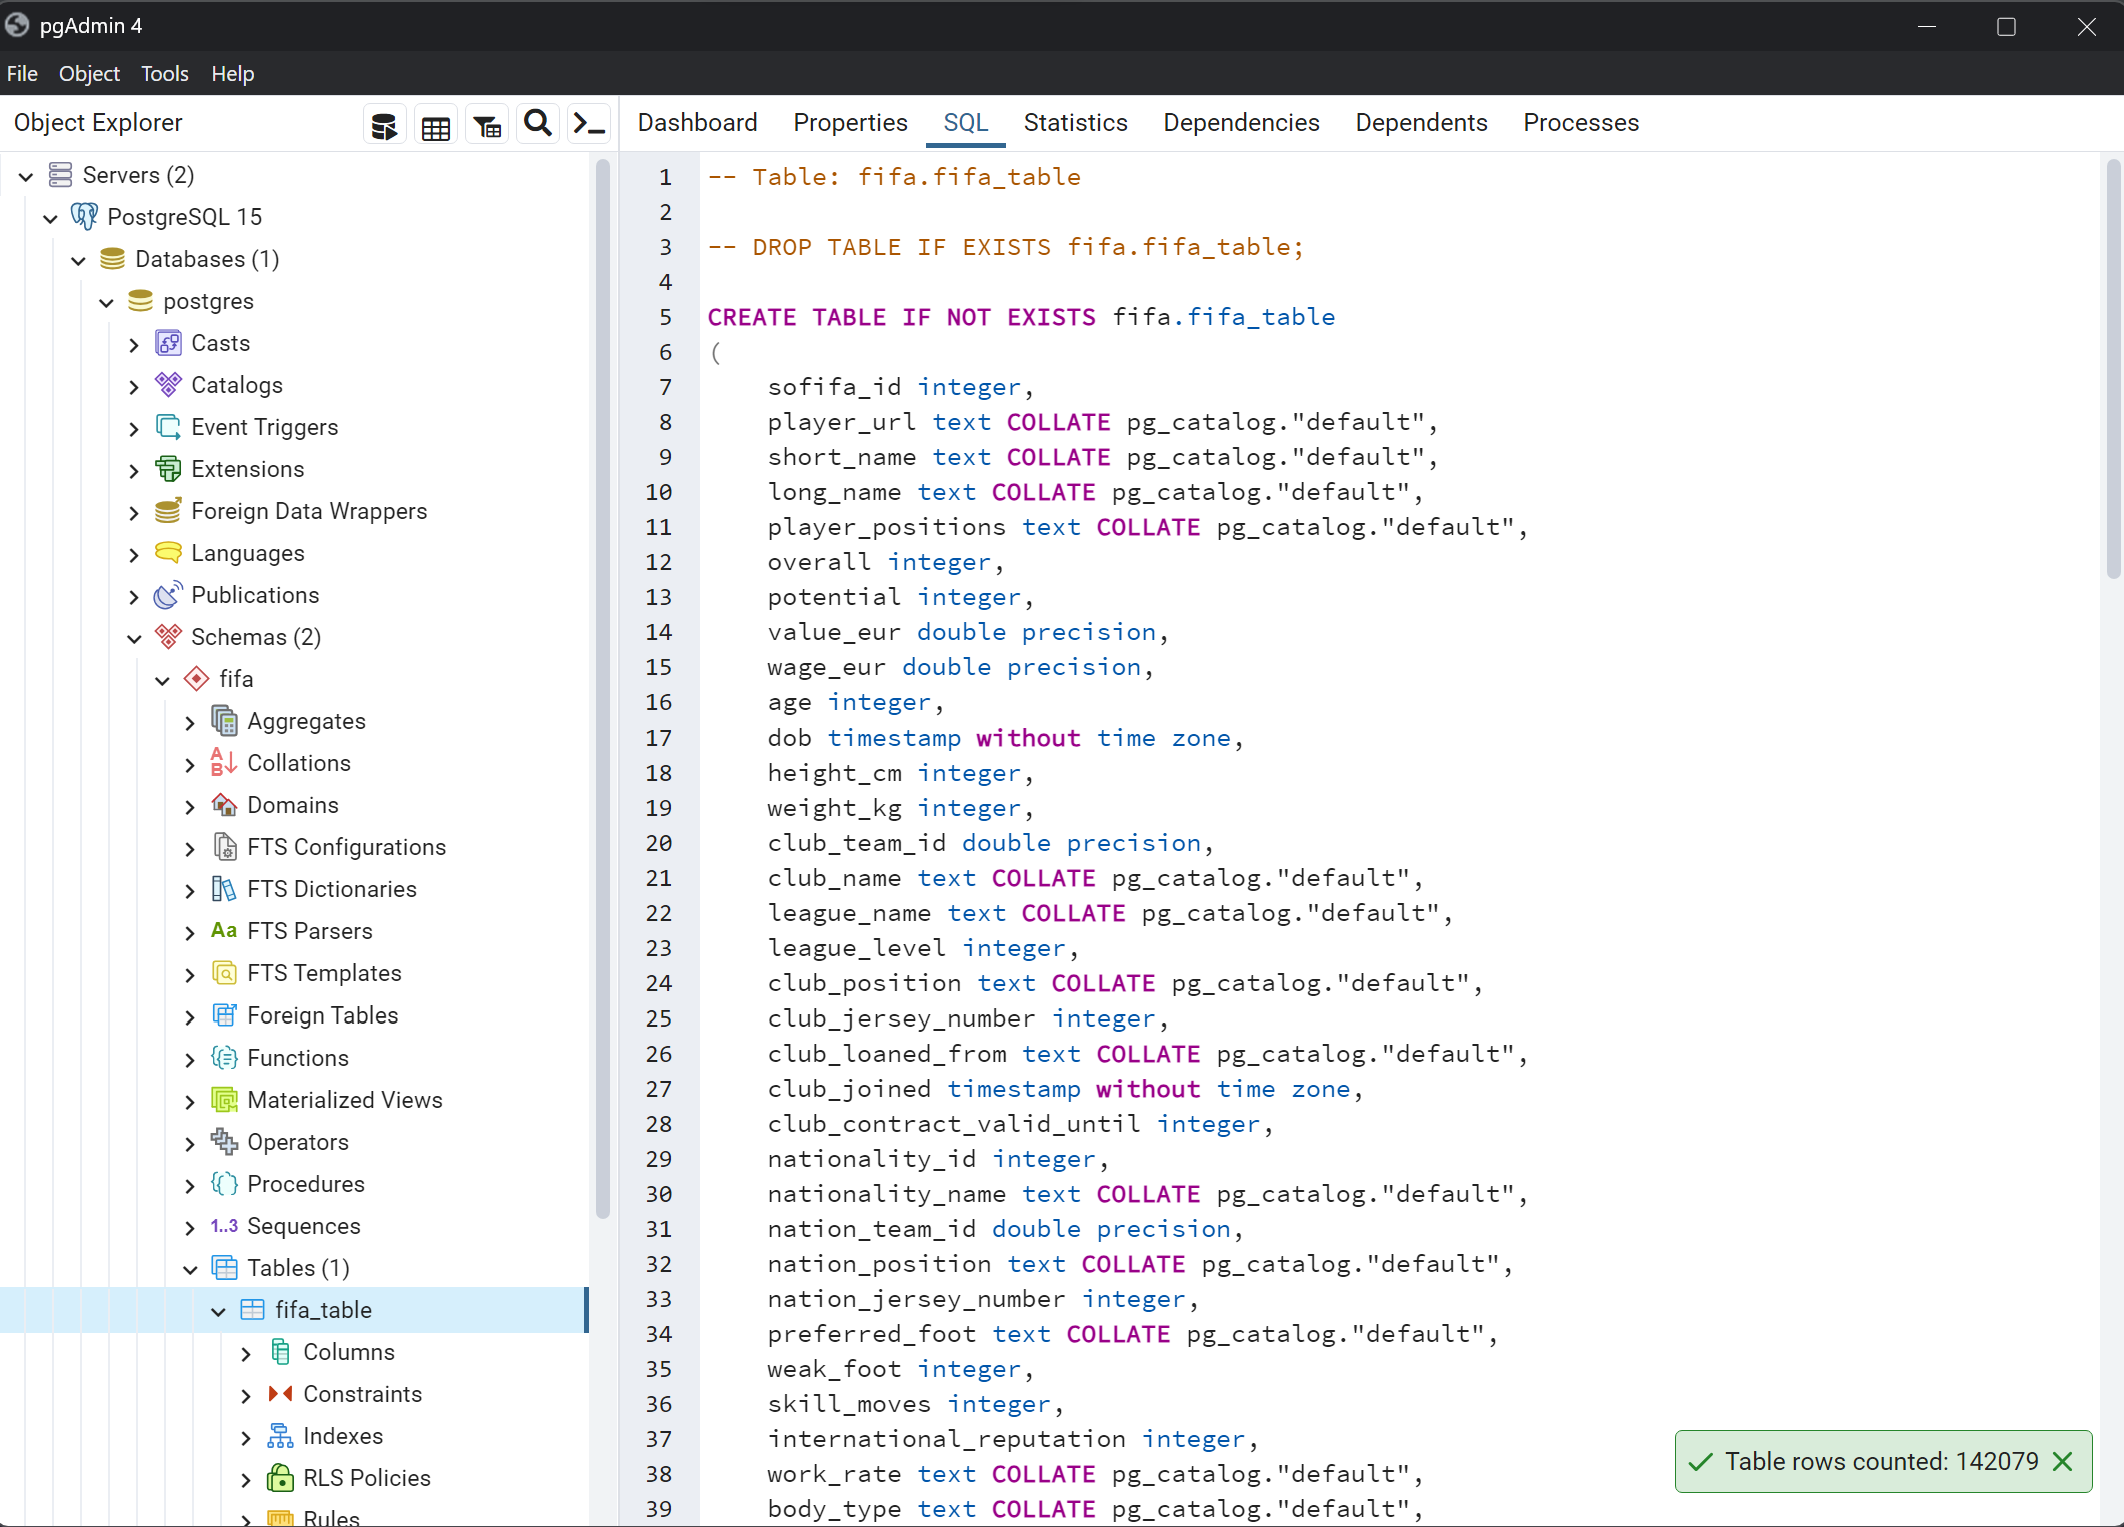 pgAdmin 4
File Object Tools Help
Object Explorer
Dashboard Properties SQL Statistics Dependencies Dependents Processes
Servers (2)
PostgreSQL 15
Databases (1)
postgres
Casts
Catalogs
Event Triggers
Extensions
Foreign Data Wrappers
Languages
Publications
Schemas (2)
fifa
Aggregates
Collations
Domains
FTS Configurations
FTS Dictionaries
Aa FTS Parsers
FTS Templates
Foreign Tables
Functions
Materialized Views
Operators
Procedures
1..3 Sequences
Tables (1)
fifa_table
Columns
Constraints
Indexes
RLS Policies
Rules
1 -- Table: fifa.fifa_table
2
3 -- DROP TABLE IF EXISTS fifa.fifa_table;
4
5 CREATE TABLE IF NOT EXISTS fifa.fifa_table
6 (
7 sofifa_id integer,
8 player_url text COLLATE pg_catalog."default",
9 short_name text COLLATE pg_catalog."default",
10 long_name text COLLATE pg_catalog."default",
11 player_positions text COLLATE pg_catalog."default",
12 overall integer,
13 potential integer,
14 value_eur double precision,
15 wage_eur double precision,
16 age integer,
17 dob timestamp without time zone,
18 height_cm integer,
19 weight_kg integer,
20 club_team_id double precision,
21 club_name text COLLATE pg_catalog."default",
22 league_name text COLLATE pg_catalog."default",
23 league_level integer,
24 club_position text COLLATE pg_catalog."default",
25 club_jersey_number integer,
26 club_loaned_from text COLLATE pg_catalog."default",
27 club_joined timestamp without time zone,
28 club_contract_valid_until integer,
29 nationality_id integer,
30 nationality_name text COLLATE pg_catalog."default",
31 nation_team_id double precision,
32 nation_position text COLLATE pg_catalog."default",
33 nation_jersey_number integer,
34 preferred_foot text COLLATE pg_catalog."default",
35 weak_foot integer,
36 skill_moves integer,
37 international_reputation integer,
38 work_rate text COLLATE pg_catalog."default",
39 body_type text COLLATE pg_catalog."default",
Table rows counted: 142079